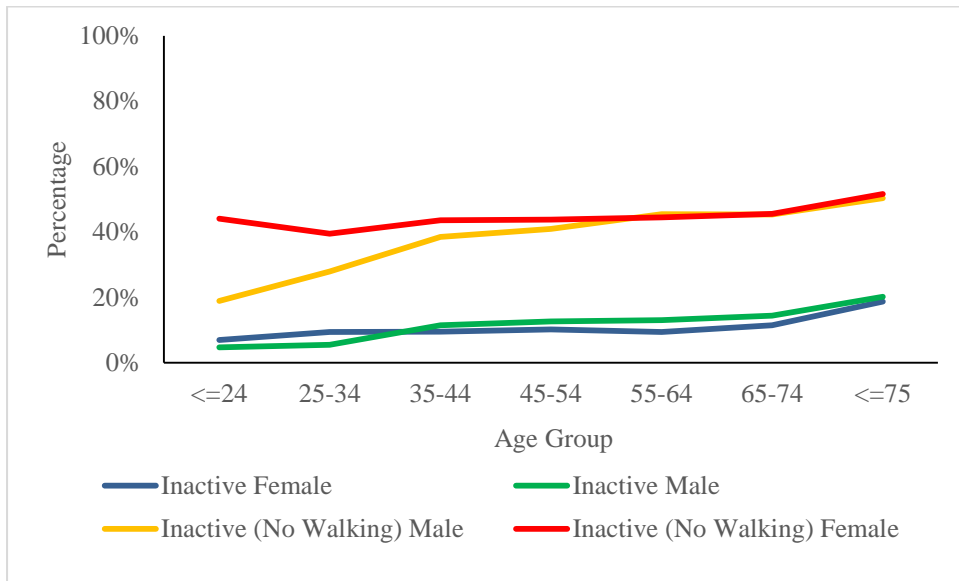 100%
80%
60%
40%
20%
0%
Percentage
<=24 25-34 35-44 45-54 55-64 65-74 <=75
Age Group
Inactive Female Inactive Male
Inactive (No Walking) Male Inactive (No Walking) Female